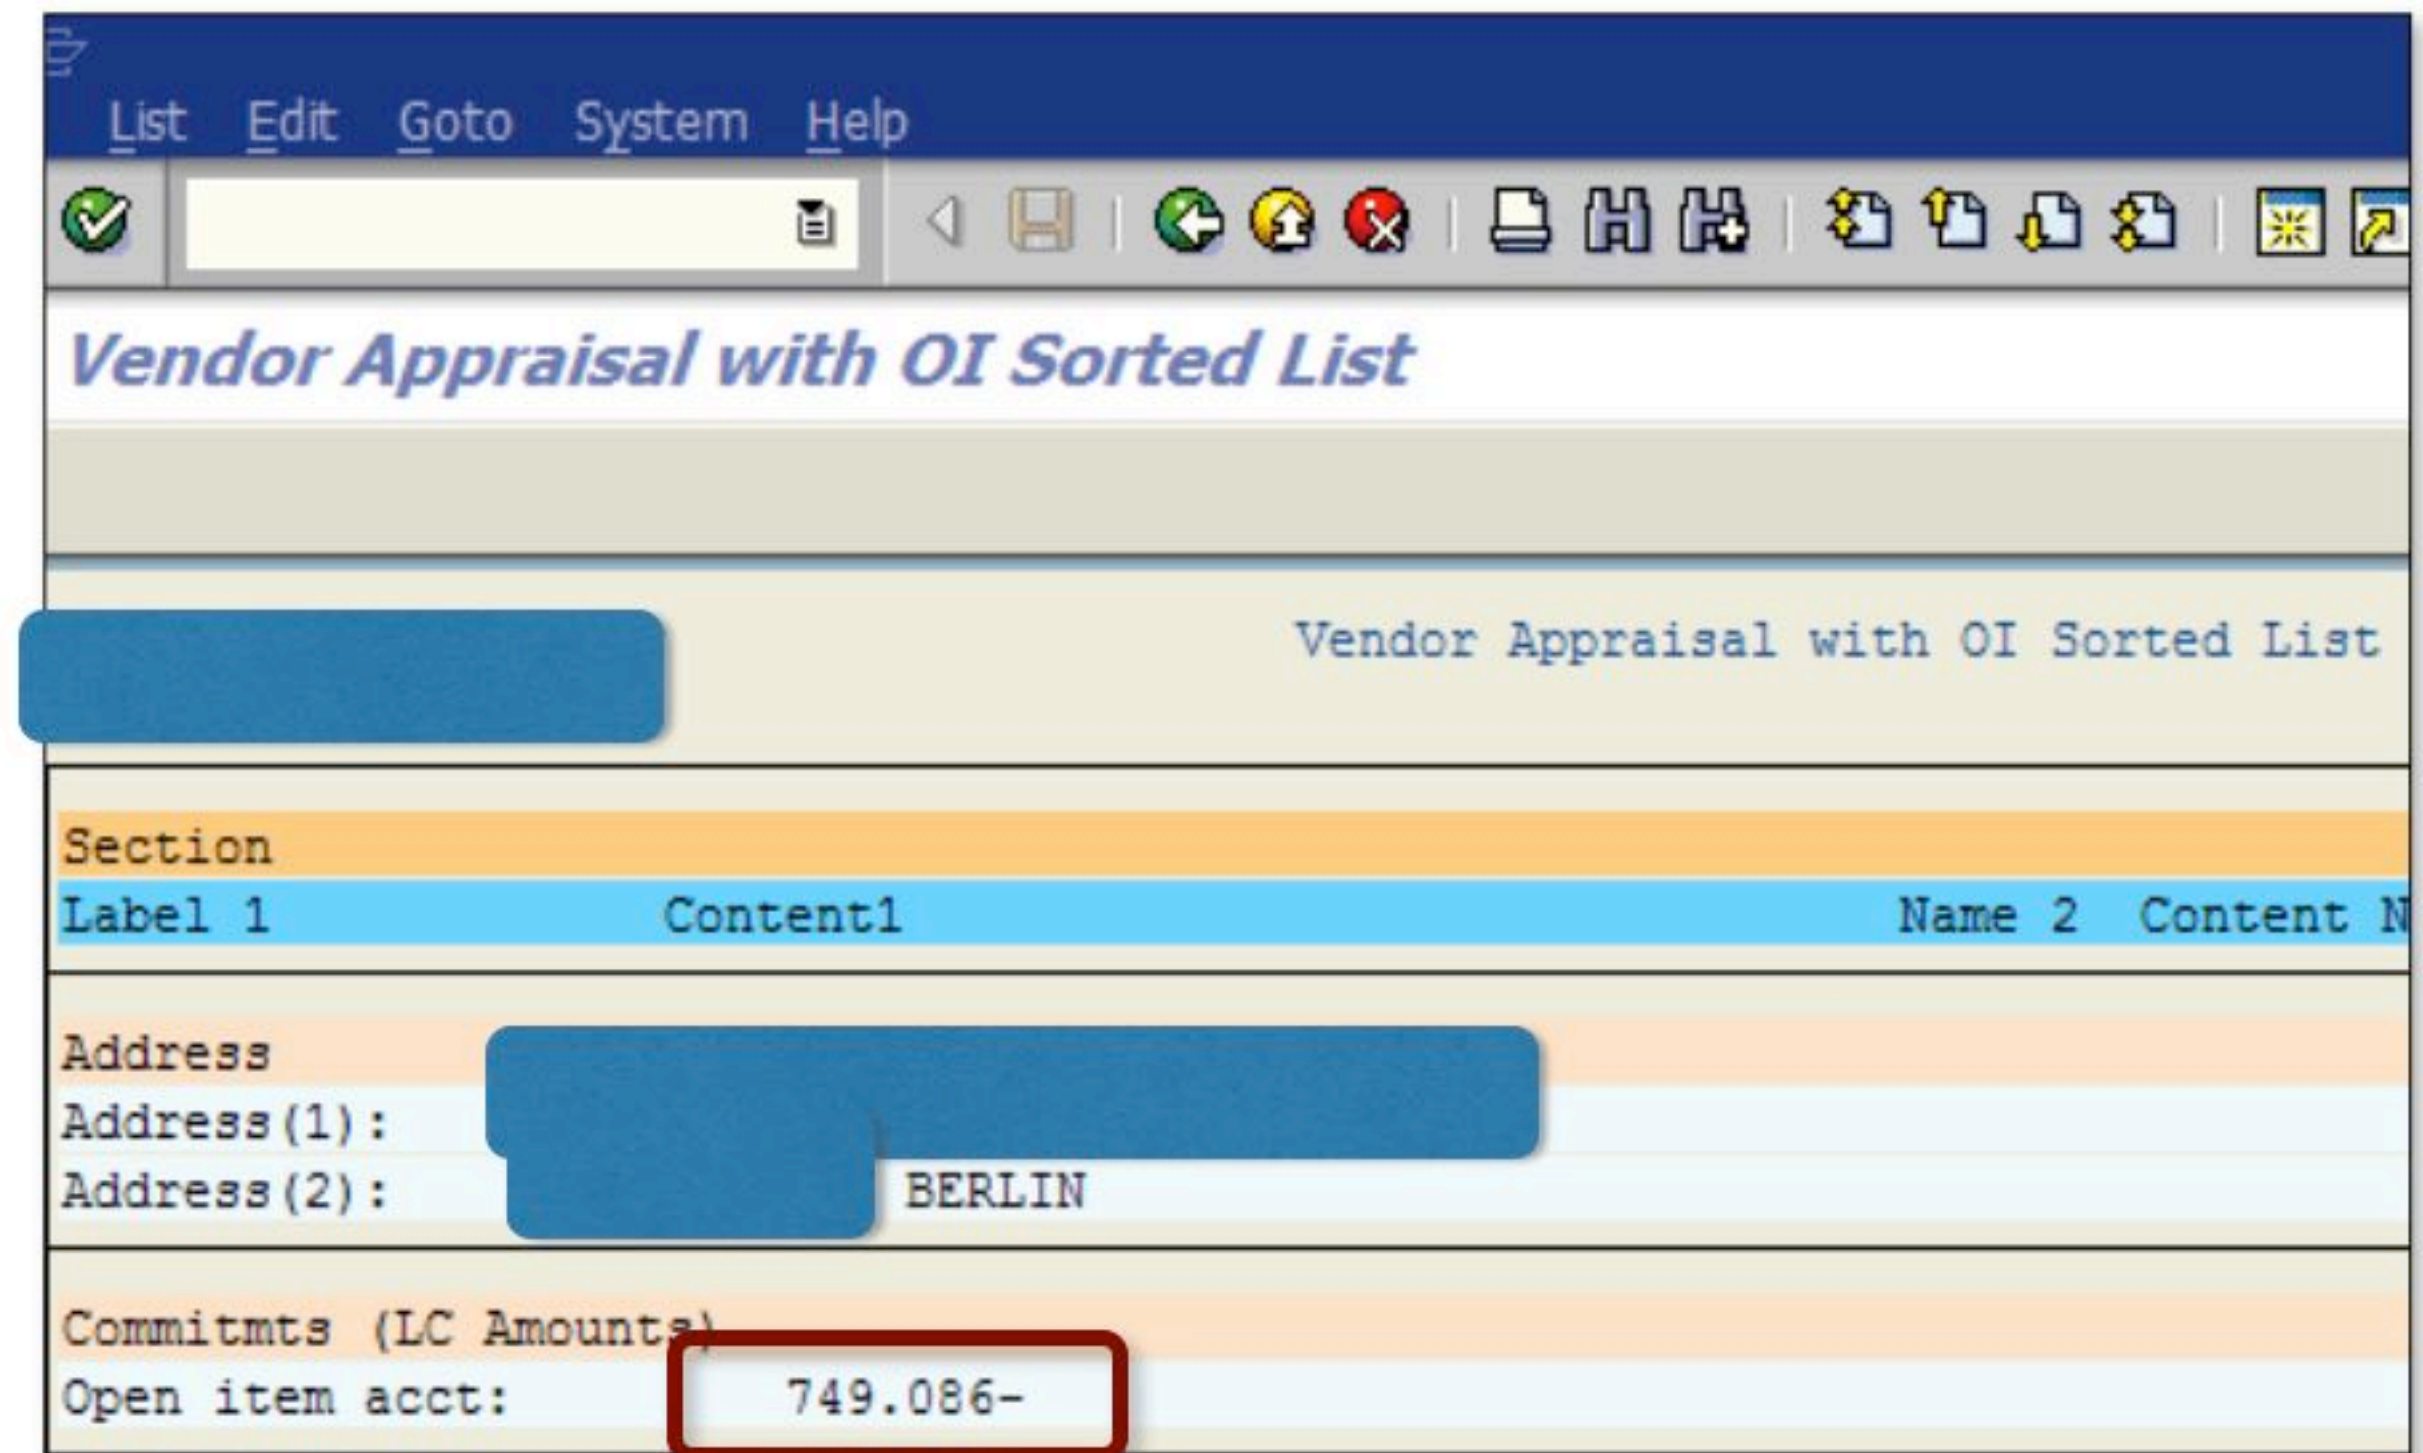 List Edit Goto System Help
Vendor Appraisal with OI Sorted List
Vendor Appraisal with OI Sorted List
Section
Label 1 Content1 Name 2 Content N
Address
Address(1):
Address(2): BERLIN
Commitmts (LC Amounts)
Open item acct: 749.086-